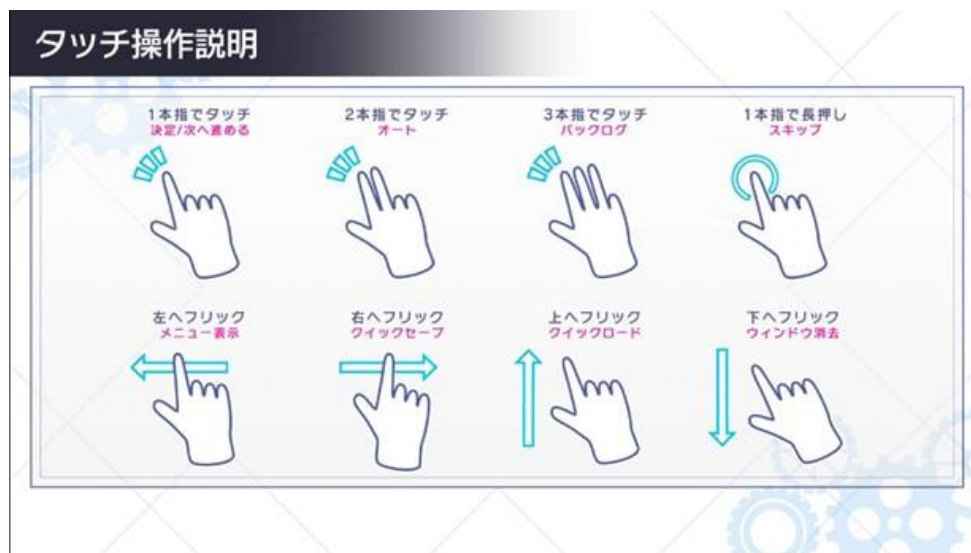 タッチ操作説明
1本指でタッチ
決定/次へ進める
2本指でタッチ
オート
3本指でタッチ
バックログ
1本指で長押し
スキップ
左へフリック
メニュー表示
右へフリック
クイックセーブ
上へフリック
クイックロード
下へフリック
ウィンドウ消去